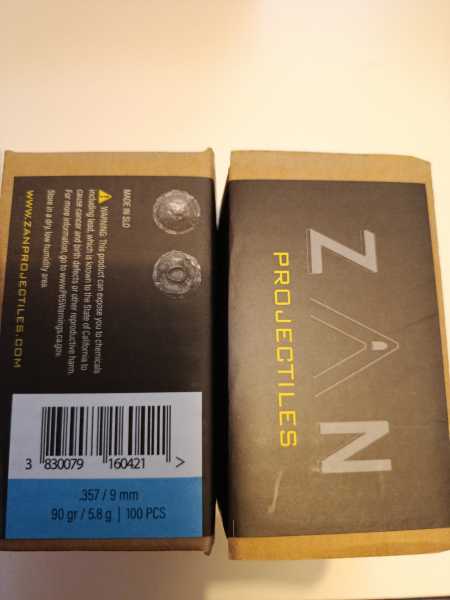 MADE IN SLO
WARNING: This product can expose you to chemicals
including lead, which is known to the State of California to
cause cancer and birth defects or other reproductive harm.
For more information, go to www.P65Warnings.ca.gov.
Store in a dry, low humidity area.
WWW.ZANPROJECTILES.COM
3 830079 160421 >
.357 / 9 mm
90 gr / 5.8 g | 100 PCS
ZAN
PROJECTILES